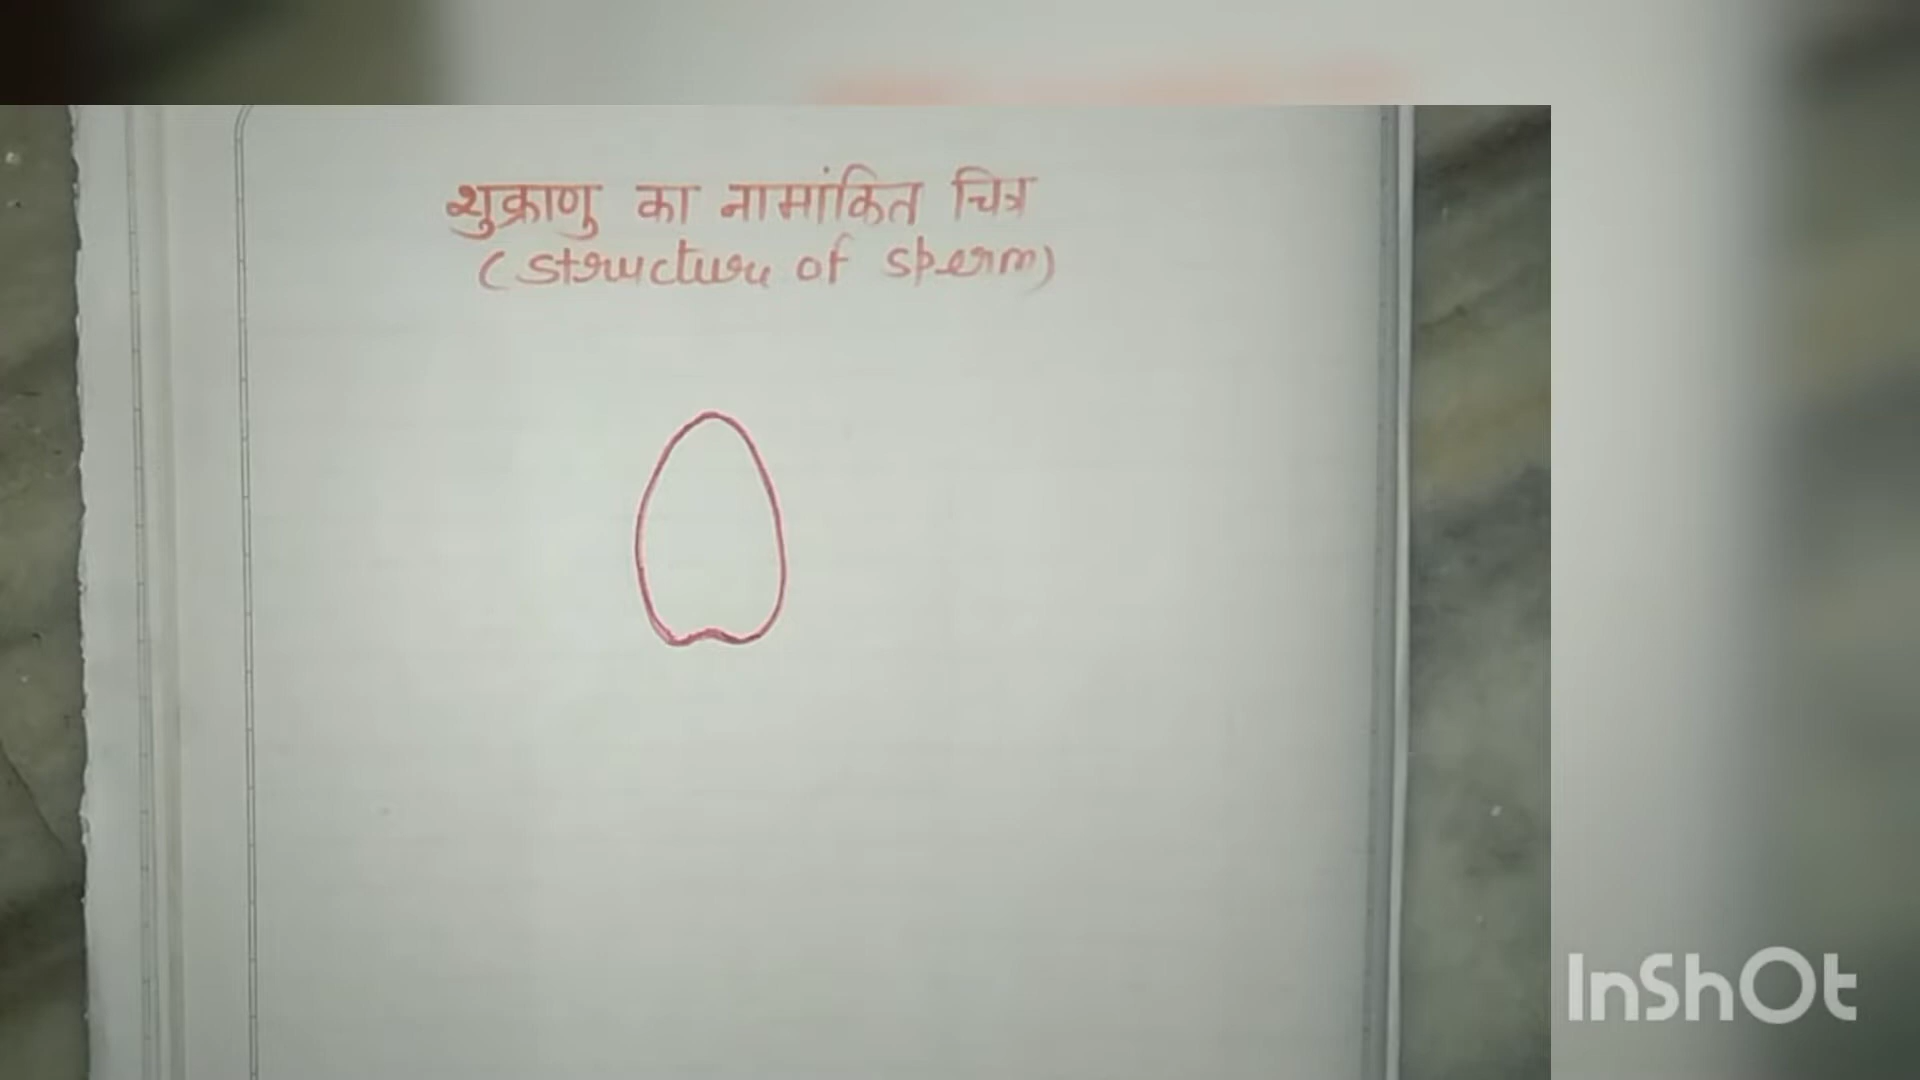 शुक्राणु का नामांकित चित्र
(structure of sperm)
InShOt